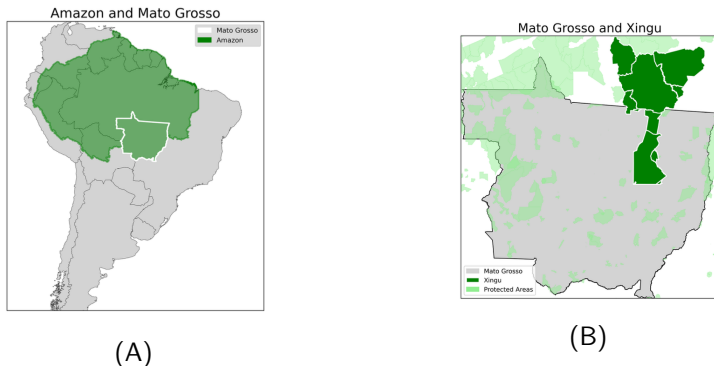 Amazon and Mato Grosso
Mato Grosso
Amazon
(A)
Mato Grosso and Xingu
Mato Grosso
Xingu
Protected Areas
(B)